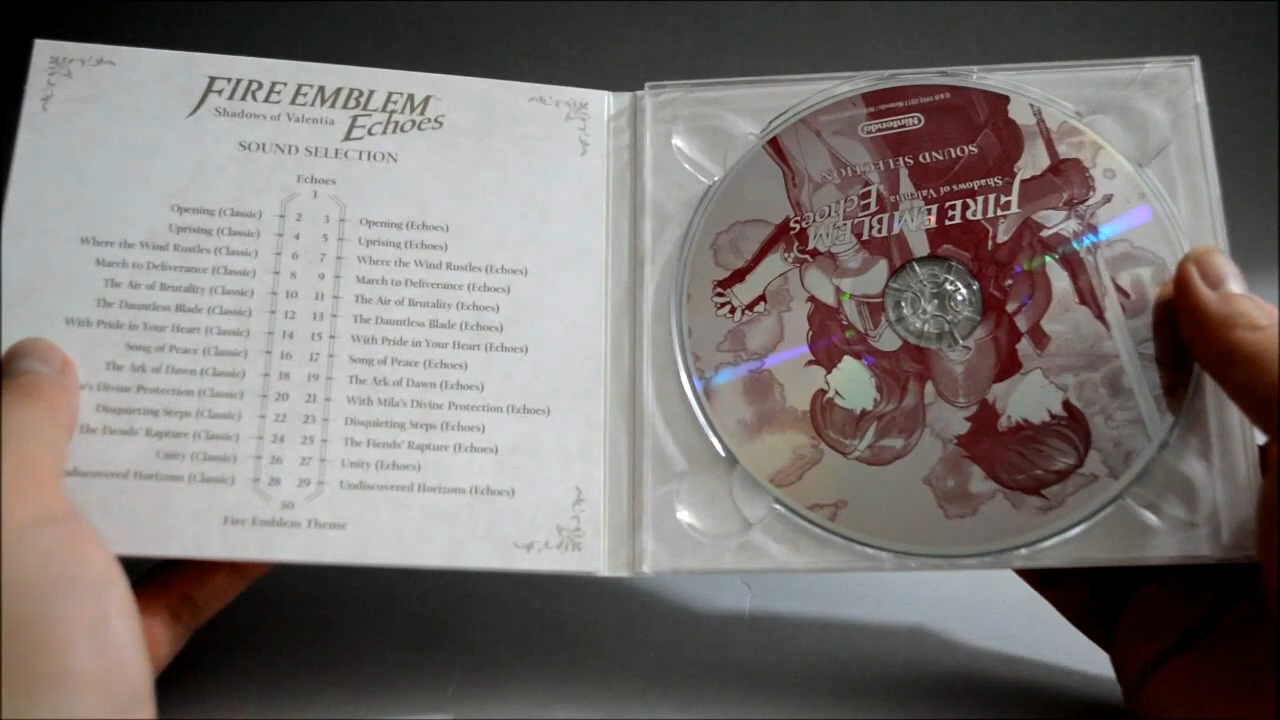 FIRE EMBLEM
Shadows of Valentia Echoes
SOUND SELECTION
Echoes
1
Opening (Classic) 2 3 Opening (Echoes)
Uprising (Classic) 4 5 Uprising (Echoes)
Where the Wind Rustles (Classic) 6 7 Where the Wind Rustles (Echoes)
March to Deliverance (Classic) 8 9 March to Deliverance (Echoes)
The Air of Brutality (Classic) 10 11 The Air of Brutality (Echoes)
The Dauntless Blade (Classic) 12 13 The Dauntless Blade (Echoes)
With Pride in Your Heart (Classic) 14 15 With Pride in Your Heart (Echoes)
Song of Peace (Classic) 16 17 Song of Peace (Echoes)
The Ark of Dawn (Classic) 18 19 The Ark of Dawn (Echoes)
's Divine Protection (Classic) 20 21 With Mila's Divine Protection (Echoes)
Disquieting Steps (Classic) 22 23 Disquieting Steps (Echoes)
The Fiends' Rapture (Classic) 24 25 The Fiends' Rapture (Echoes)
Unity (Classic) 26 27 Unity (Echoes)
discovered Horizons (Classic) 28 29 Undiscovered Horizons (Echoes)
30
Fire Emblem Theme
FIRE EMBLEM
Shadows of Valentia Echoes
SOUND SELECTION
Nintendo